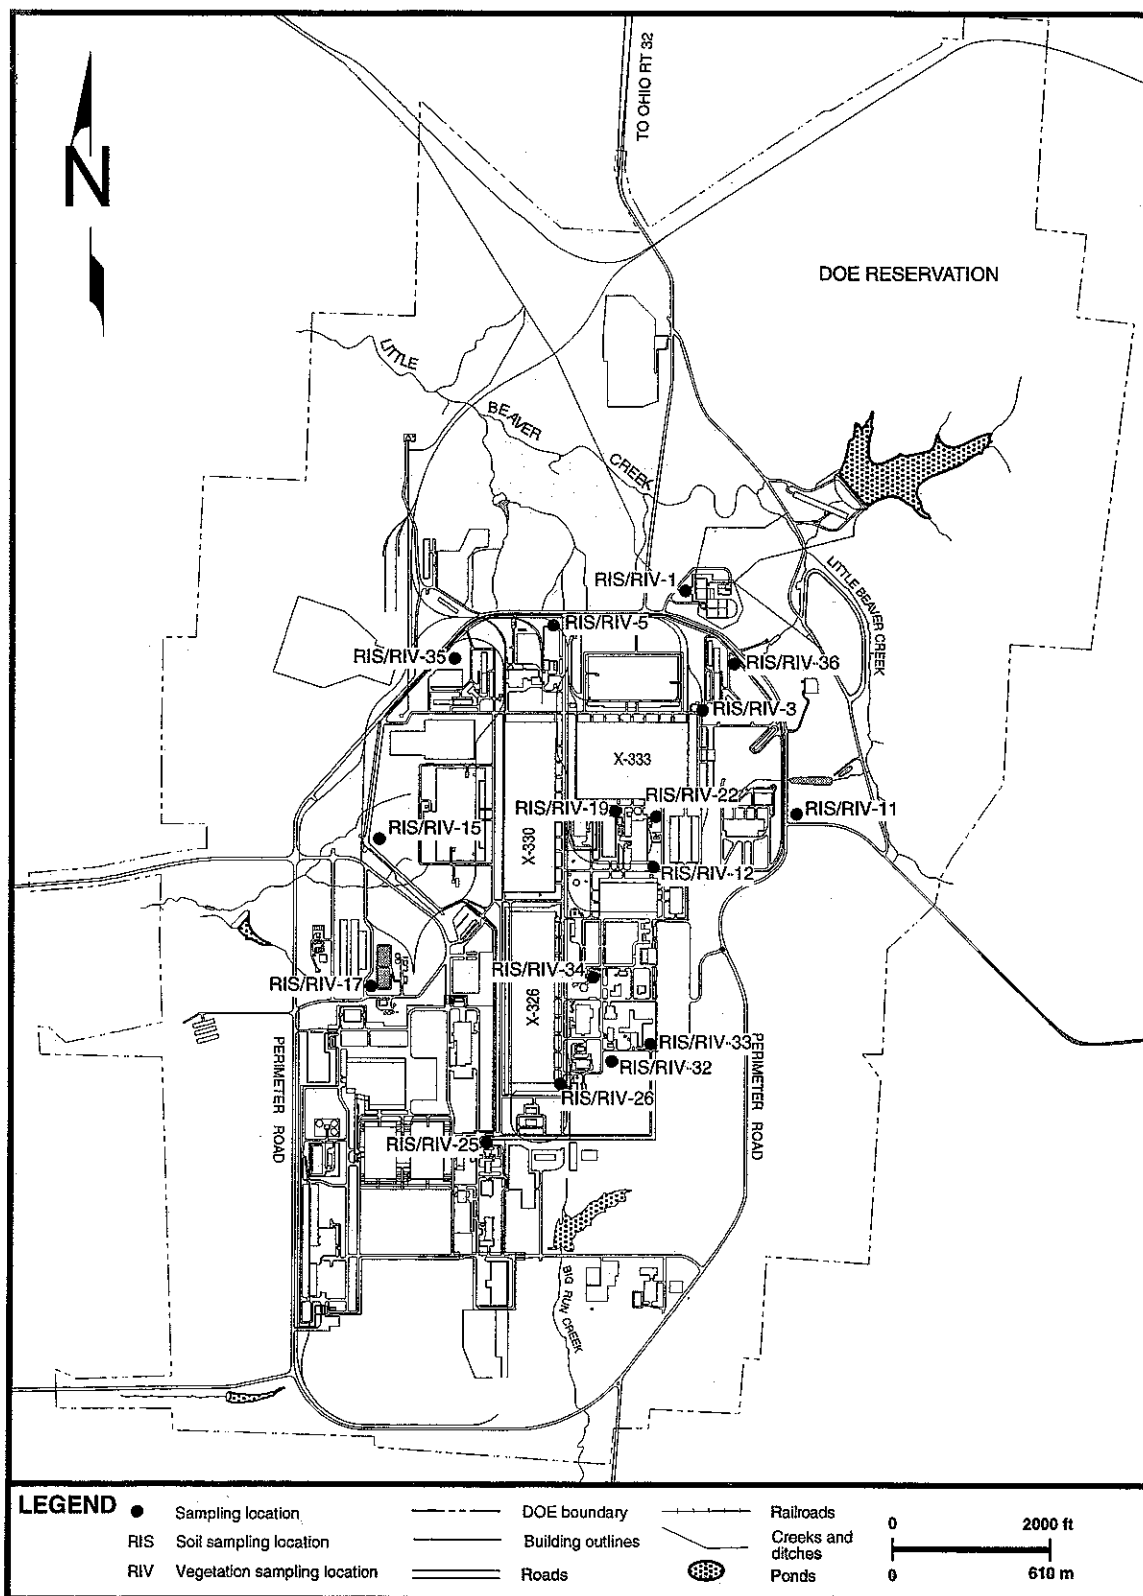 TO OHIO RT 32
N
DOE RESERVATION
LITTLE
BEAVER
CREEK
LITTLE BEAVER CREEK
RIS/RIV-1
RIS/RIV-5
RIS/RIV-35
RIS/RIV-36
RIS/RIV-3
X-333
RIS/RIV-19
RIS/RIV-22
RIS/RIV-11
RIS/RIV-15
X-330
RIS/RIV-12
RIS/RIV-34
RIS/RIV-17
X-326
RIS/RIV-33
RIS/RIV-32
PERIMETER ROAD
PERIMETER ROAD
RIS/RIV-26
RIS/RIV-25
BIG RUN CREEK
LEGEND
Sampling location
RIS Soil sampling location
RIV Vegetation sampling location
DOE boundary
Building outlines
Roads
Railroads
Creeks and
ditches
Ponds
0 2000 ft
0 610 m